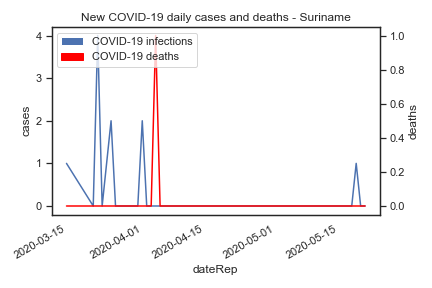 New COVID-19 daily cases and deaths - Suriname
COVID-19 infections
COVID-19 deaths
4
3
2
1
0
cases
1.0
0.8
0.6
0.4
0.2
0.0
deaths
2020-03-15
2020-04-01
2020-04-15
2020-05-01
2020-05-15
dateRep